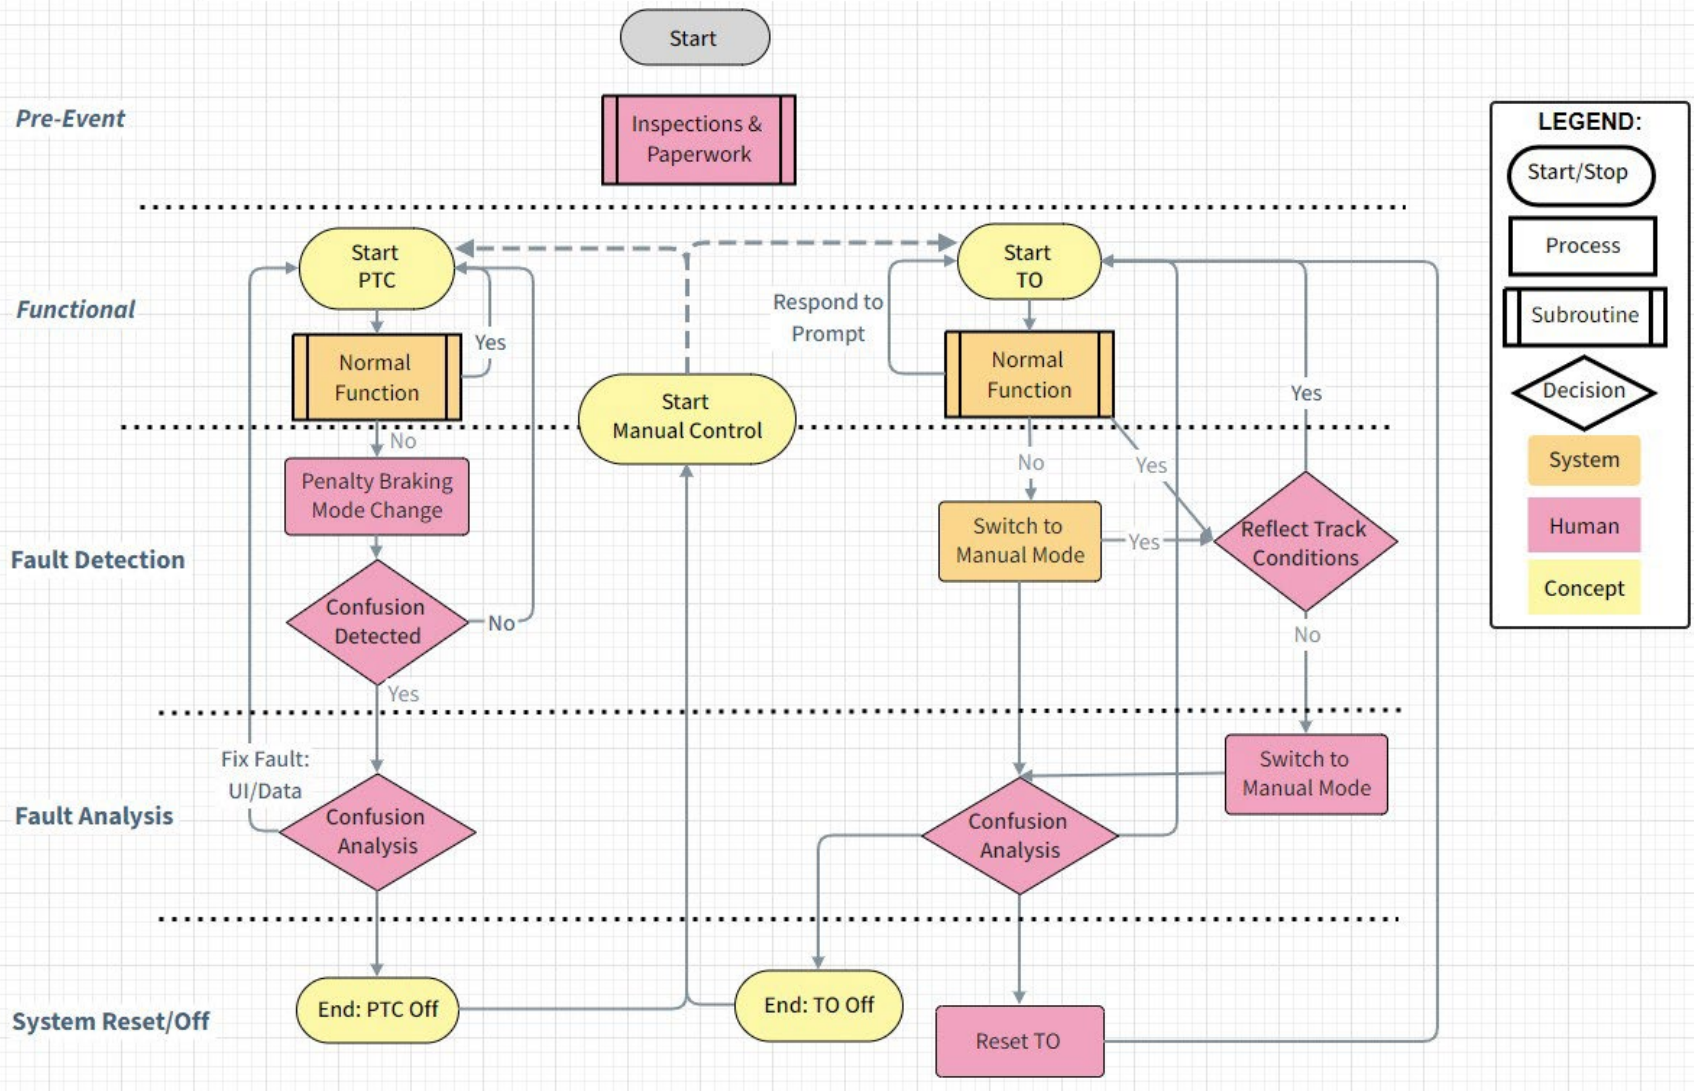 Start
Pre-Event
Inspections &
Paperwork
LEGEND:
Start/Stop
Process
Subroutine
Decision
System
Human
Concept
Functional
Start
PTC
Yes
Normal
Function
No
Start
Manual Control
Start
TO
Respond to
Prompt
Normal
Function
Yes
No
Yes
Fault Detection
Penalty Braking
Mode Change
Confusion
Detected
No
Yes
Switch to
Manual Mode
Yes
Reflect Track
Conditions
No
Fault Analysis
Fix Fault:
UI/Data
Confusion
Analysis
Confusion
Analysis
Switch to
Manual Mode
System Reset/Off
End: PTC Off
End: TO Off
Reset TO